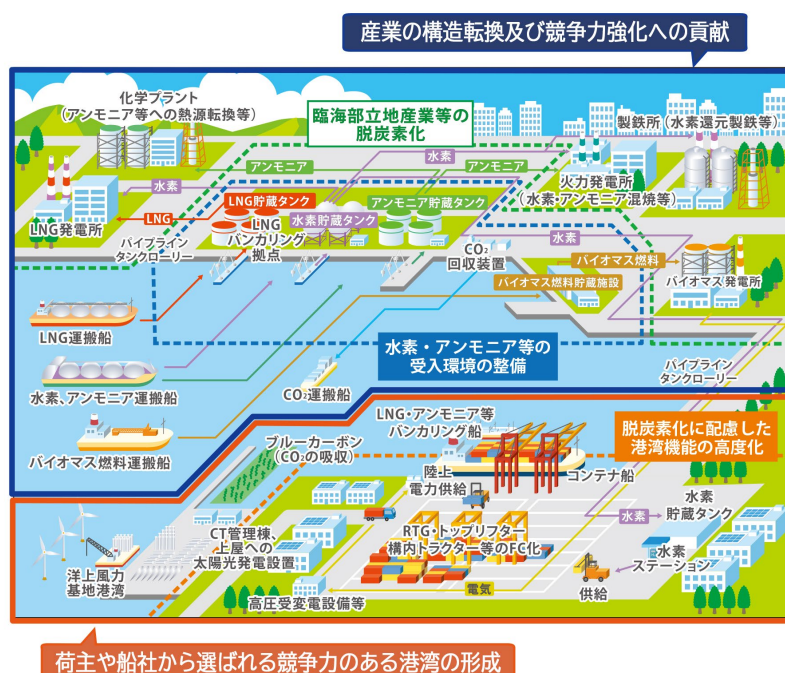 産業の構造転換及び競争力強化への貢献
化学プラント
(アンモニア等への熱源転換等)
臨海部立地産業等の
脱炭素化
製鉄所(水素還元製鉄等)
水素
アンモニア
アンモニア
水素
LNG貯蔵タンク
アンモニア貯蔵タンク
火力発電所
(水素・アンモニア混焼等)
LNG
水素貯蔵タンク
LNG発電所
LNG
バンカリング
拠点
パイプライン
タンクローリー
CO2
回収装置
水素
バイオマス燃料
バイオマス燃料貯蔵施設
バイオマス発電所
LNG運搬船
水素・アンモニア等の
受入環境の整備
パイプライン
タンクローリー
水素、アンモニア運搬船
CO2運搬船
LNG・アンモニア等
バンカリング船
脱炭素化に配慮した
港湾機能の高度化
バイオマス燃料運搬船
ブルーカーボン
(CO2の吸収)
陸上
電力供給
コンテナ船
水素
貯蔵タンク
水素
CT管理棟、
上屋への
太陽光発電設置
RTG・トップリフター
構内トラクター等のFC化
水素
ステーション
洋上風力
基地港湾
高圧受変電設備等
電気
供給
荷主や船社から選ばれる競争力のある港湾の形成